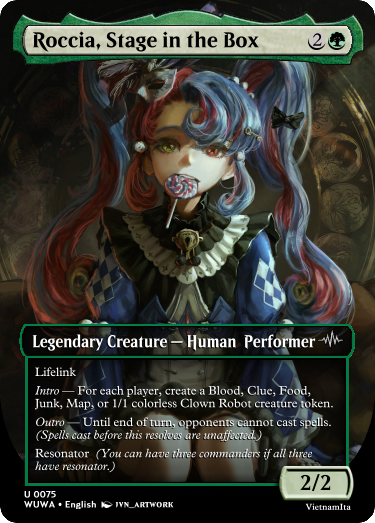 Roccia, Stage in the Box 2
Legendary Creature — Human Performer
Lifelink
Intro — For each player, create a Blood, Clue, Food,
Junk, Map, or 1/1 colorless Clown Robot creature token.
Outro — Until end of turn, opponents cannot cast spells.
(Spells cast before this resolves are unaffected.)
Resonator (You can have three commanders if all three
have resonator.)
2/2
U 0075
WUWA • English JVN_ARTWORK
VietnamIta